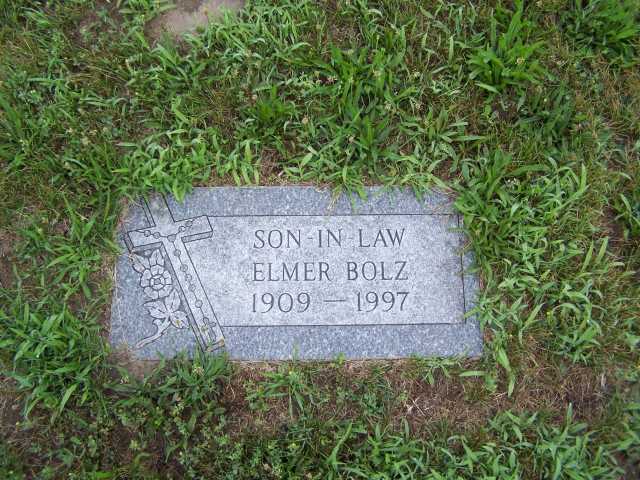 SON-IN LAW
ELMER BOLZ
1909 — 1997